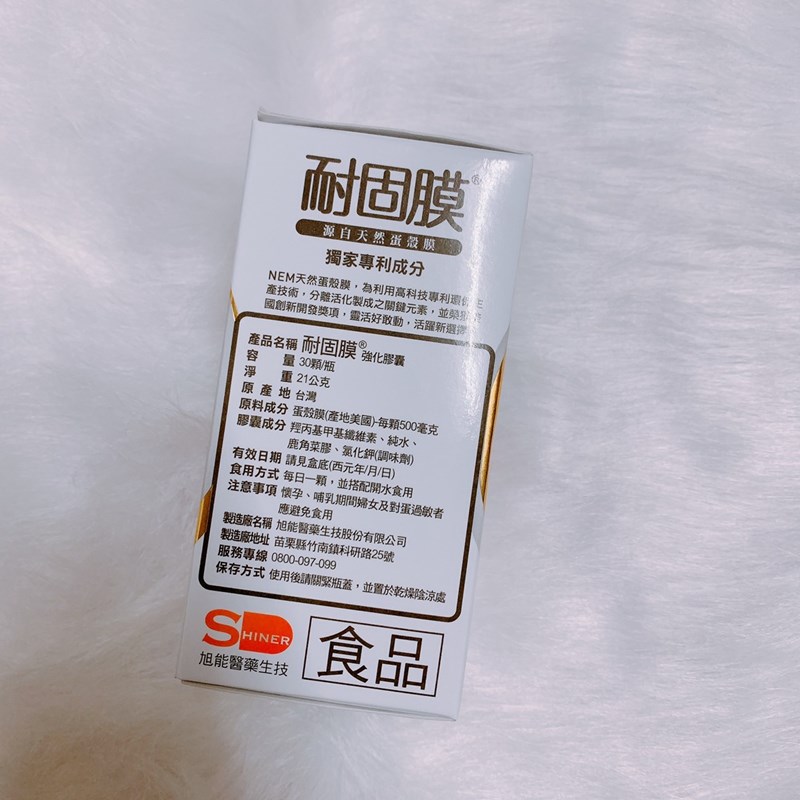 耐固膜®
源自天然蛋殼膜
獨家專利成分
NEM天然蛋殼膜，為利用高科技專利環保生
產技術，分離活化製成之關鍵元素，並榮獲
國創新開發獎項，靈活好敢動，活躍新選擇
產品名稱 耐固膜® 強化膠囊
容量 30顆/瓶
淨重 21公克
原產地 台灣
原料成分 蛋殼膜(產地美國)-每顆500毫克
膠囊成分 羥丙基甲基纖維素、純水、
鹿角菜膠、氯化鉀(調味劑)
有效日期 請見盒底(西元年/月/日)
食用方式 每日一顆，並搭配開水食用
注意事項 懷孕、哺乳期間婦女及對蛋過敏者
應避免食用
製造廠名稱 旭能醫藥生技股份有限公司
製造廠地址 苗栗縣竹南鎮科研路25號
服務專線 0800-097-099
保存方式 使用後請關緊瓶蓋，並置於乾燥陰涼處
SHINER
旭能醫藥生技
食品